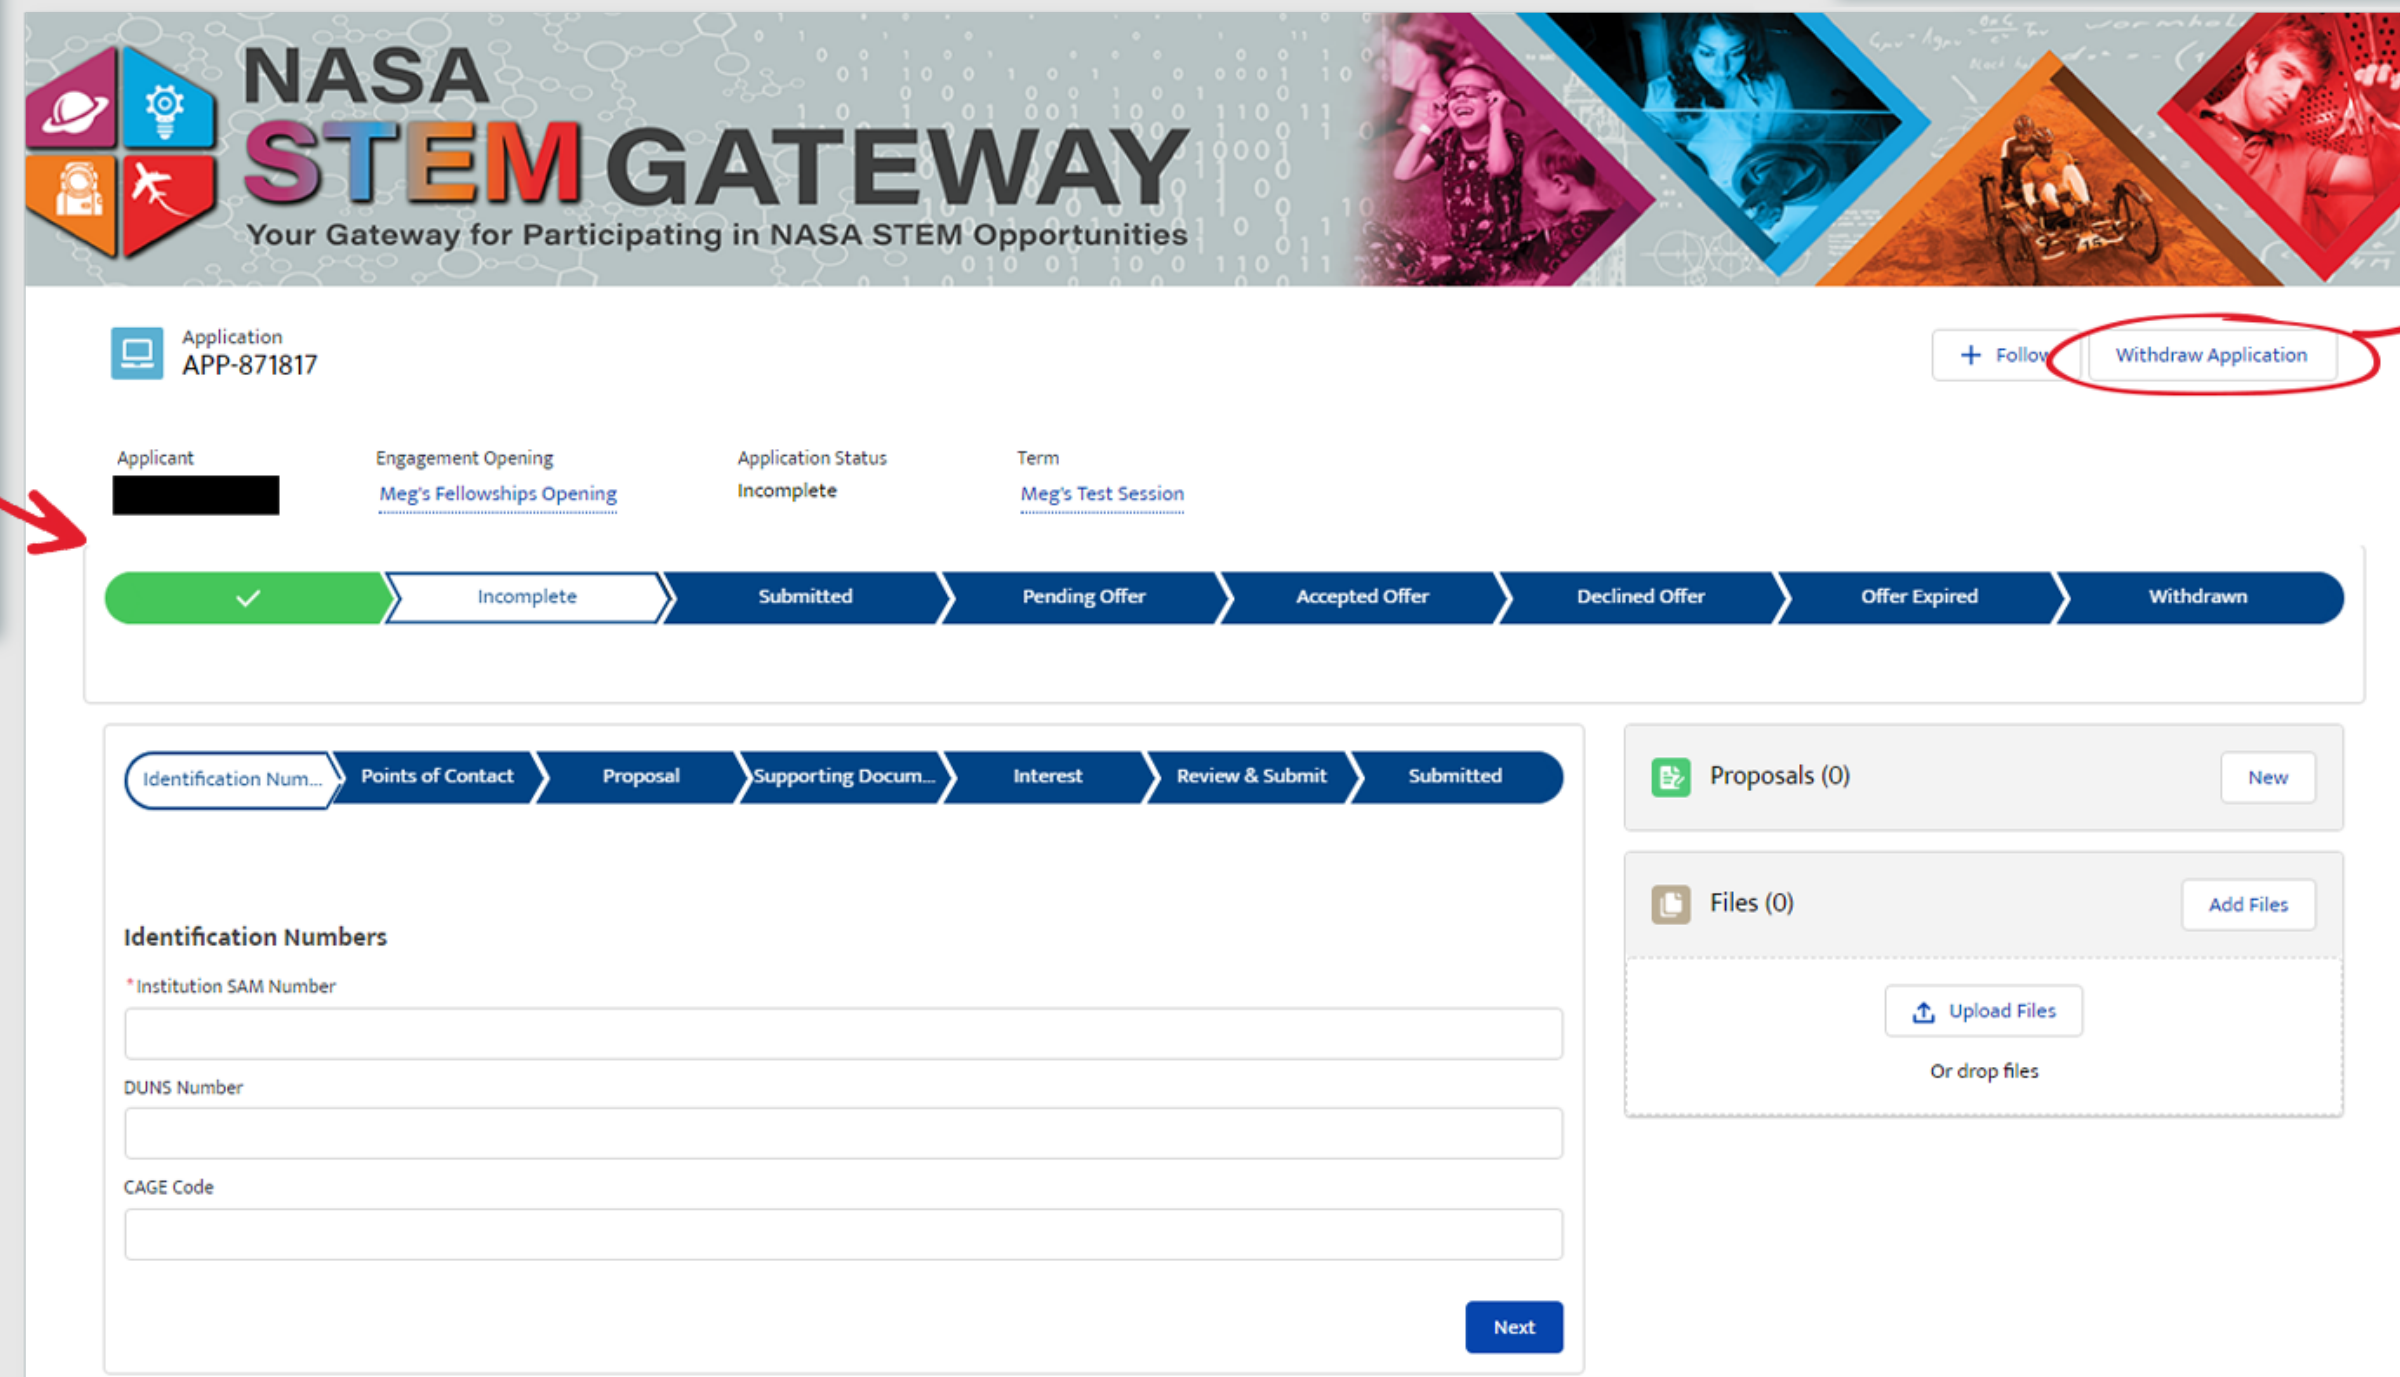 NASA
STEM GATEWAY
Your Gateway for Participating in NASA STEM Opportunities
Application
APP-871817
+ Follow
Withdraw Application
Applicant
Engagement Opening
Application Status
Term
Meg's Fellowships Opening
Incomplete
Meg's Test Session
Incomplete
Submitted
Pending Offer
Accepted Offer
Declined Offer
Offer Expired
Withdrawn
Identification Num...
Points of Contact
Proposal
Supporting Docum...
Interest
Review & Submit
Submitted
Identification Numbers
*Institution SAM Number
DUNS Number
CAGE Code
Next
Proposals (0)
New
Files (0)
Add Files
Upload Files
Or drop files